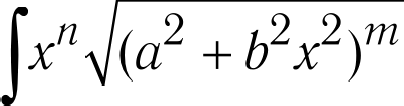 ∫xⁿ√((a² + b²x²)ᵐ)